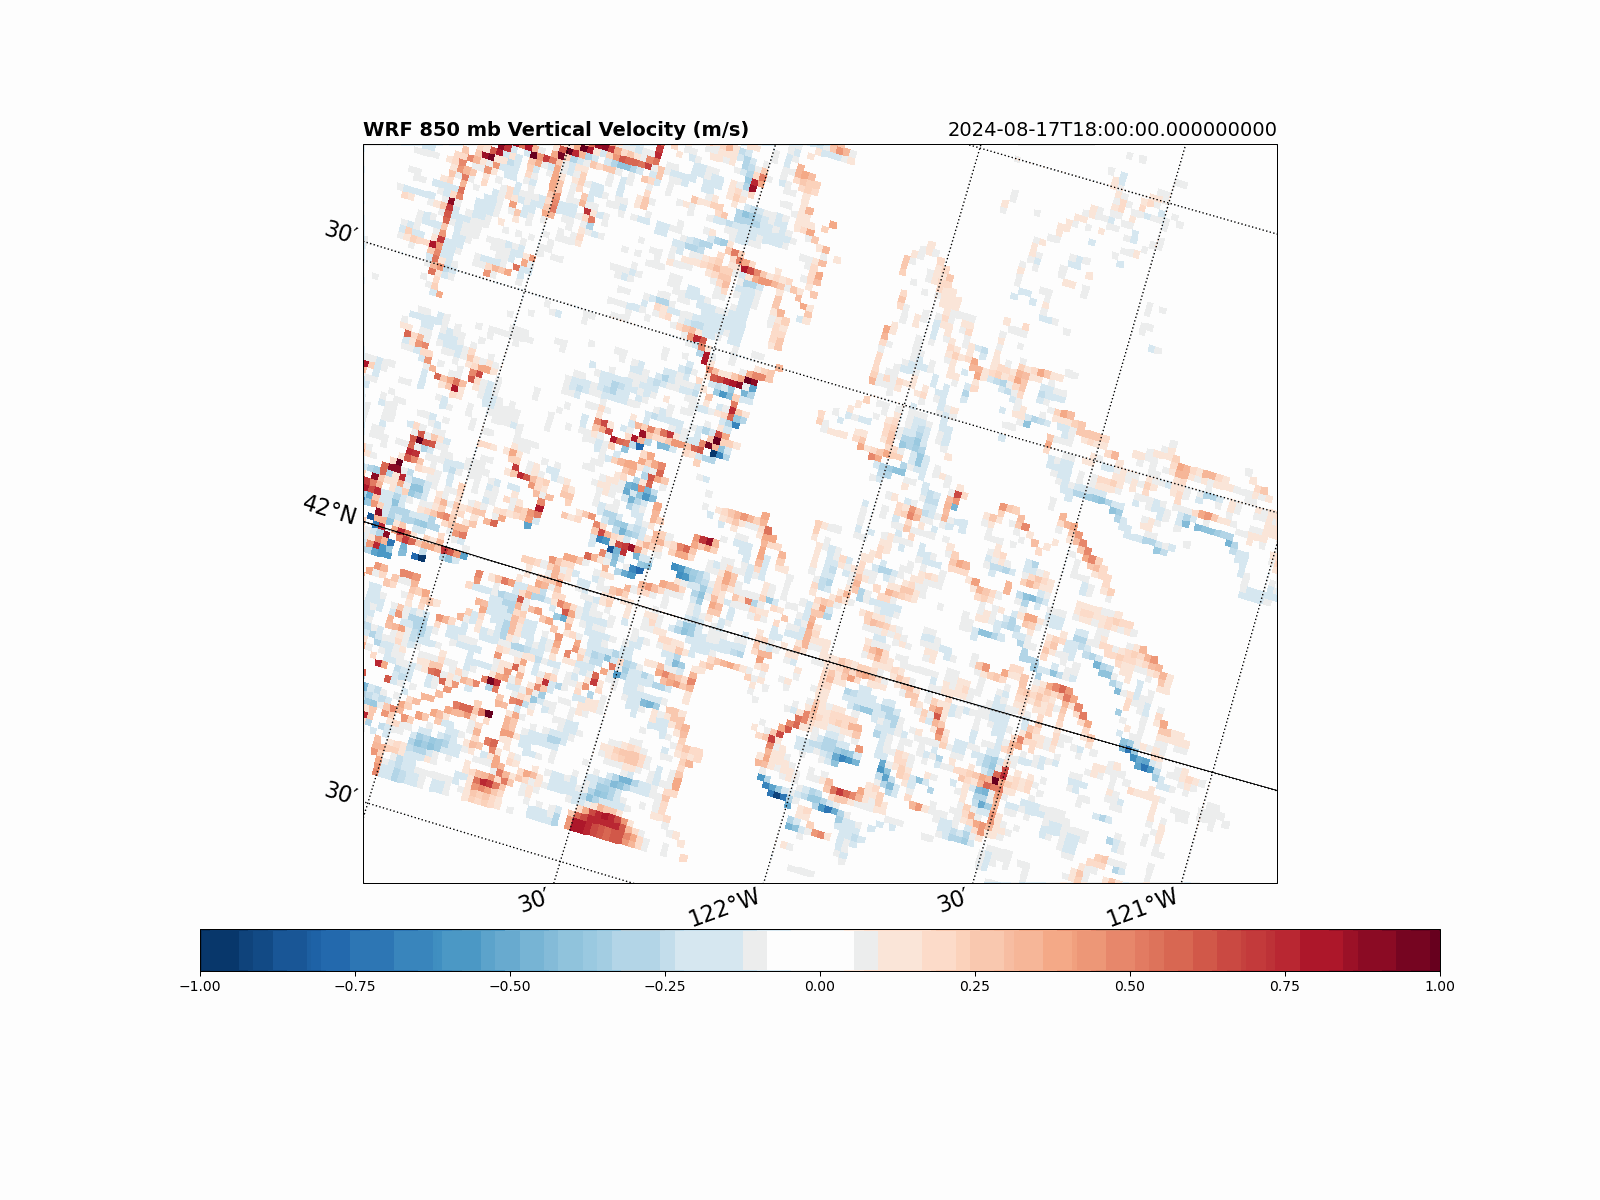 WRF 850 mb Vertical Velocity (m/s)
2024-08-17T18:00:00.000000000
30′
42°N
30′
30′
122°W
30′
121°W
−1.00
−0.75
−0.50
−0.25
0.00
0.25
0.50
0.75
1.00